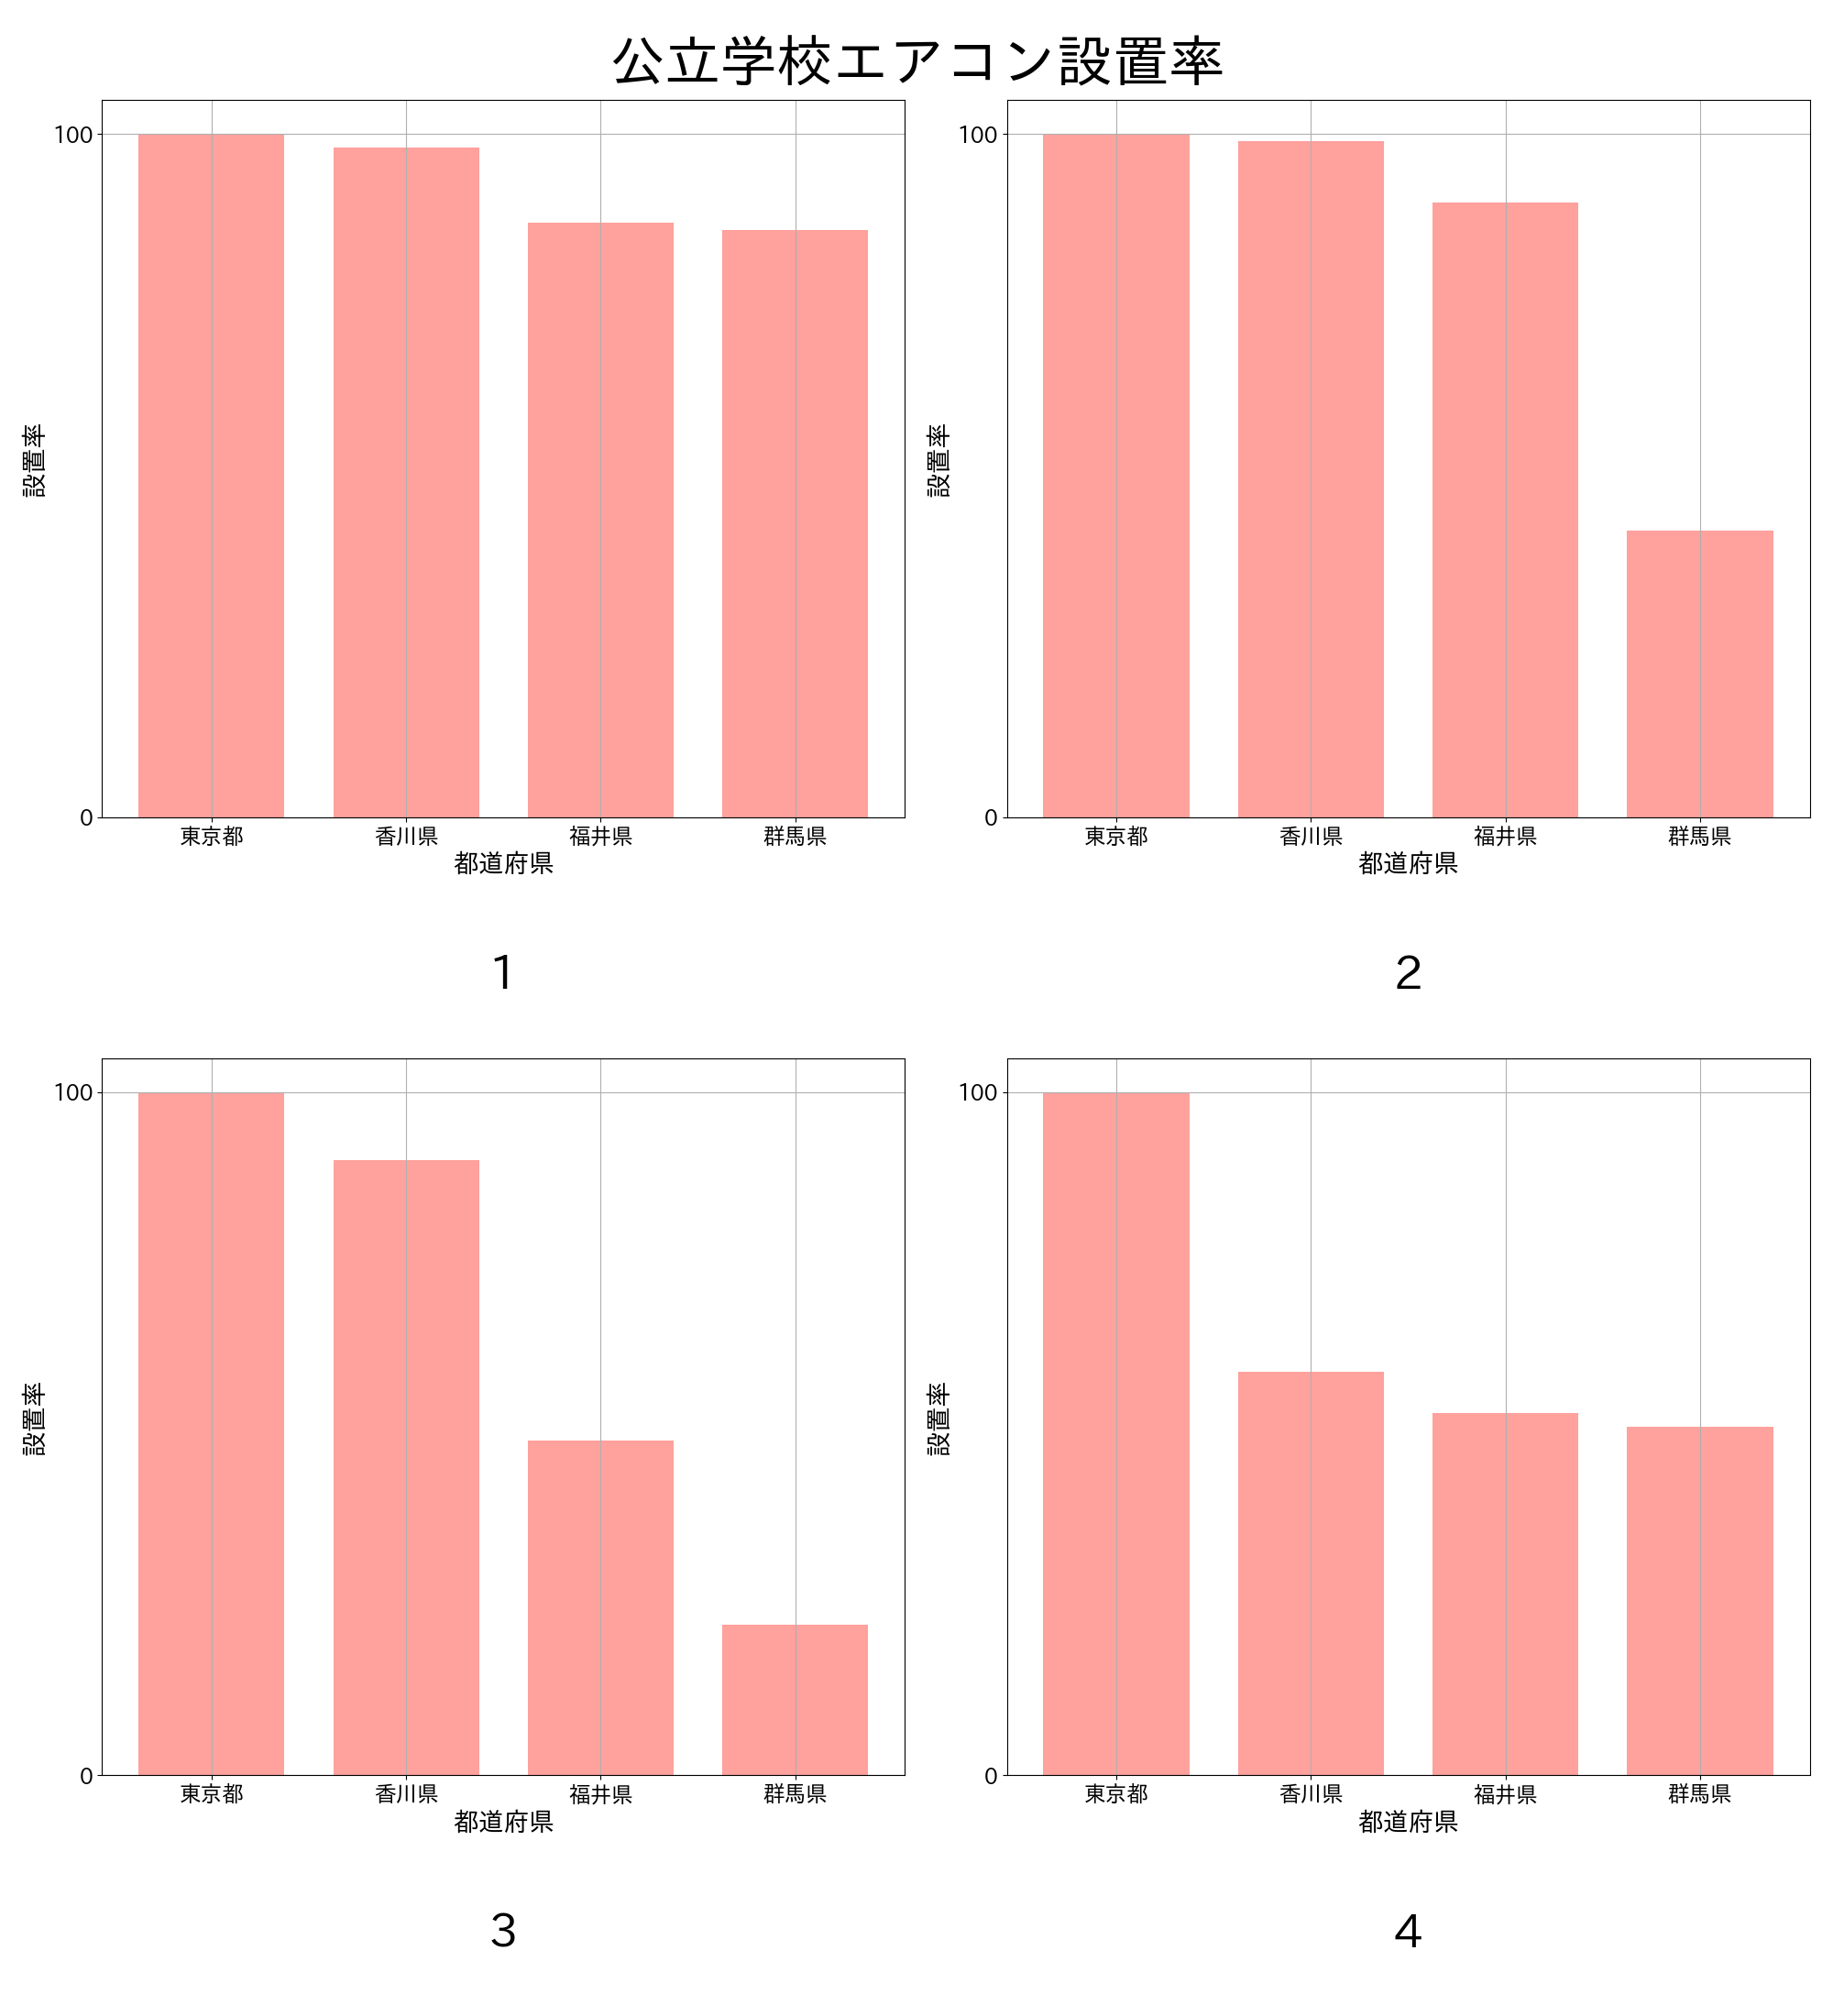 公立学校エアコン設置率
100
0
設置率
東京都 香川県 福井県 群馬県
都道府県
1
100
0
設置率
東京都 香川県 福井県 群馬県
都道府県
2
100
0
設置率
東京都 香川県 福井県 群馬県
都道府県
3
100
0
設置率
東京都 香川県 福井県 群馬県
都道府県
4